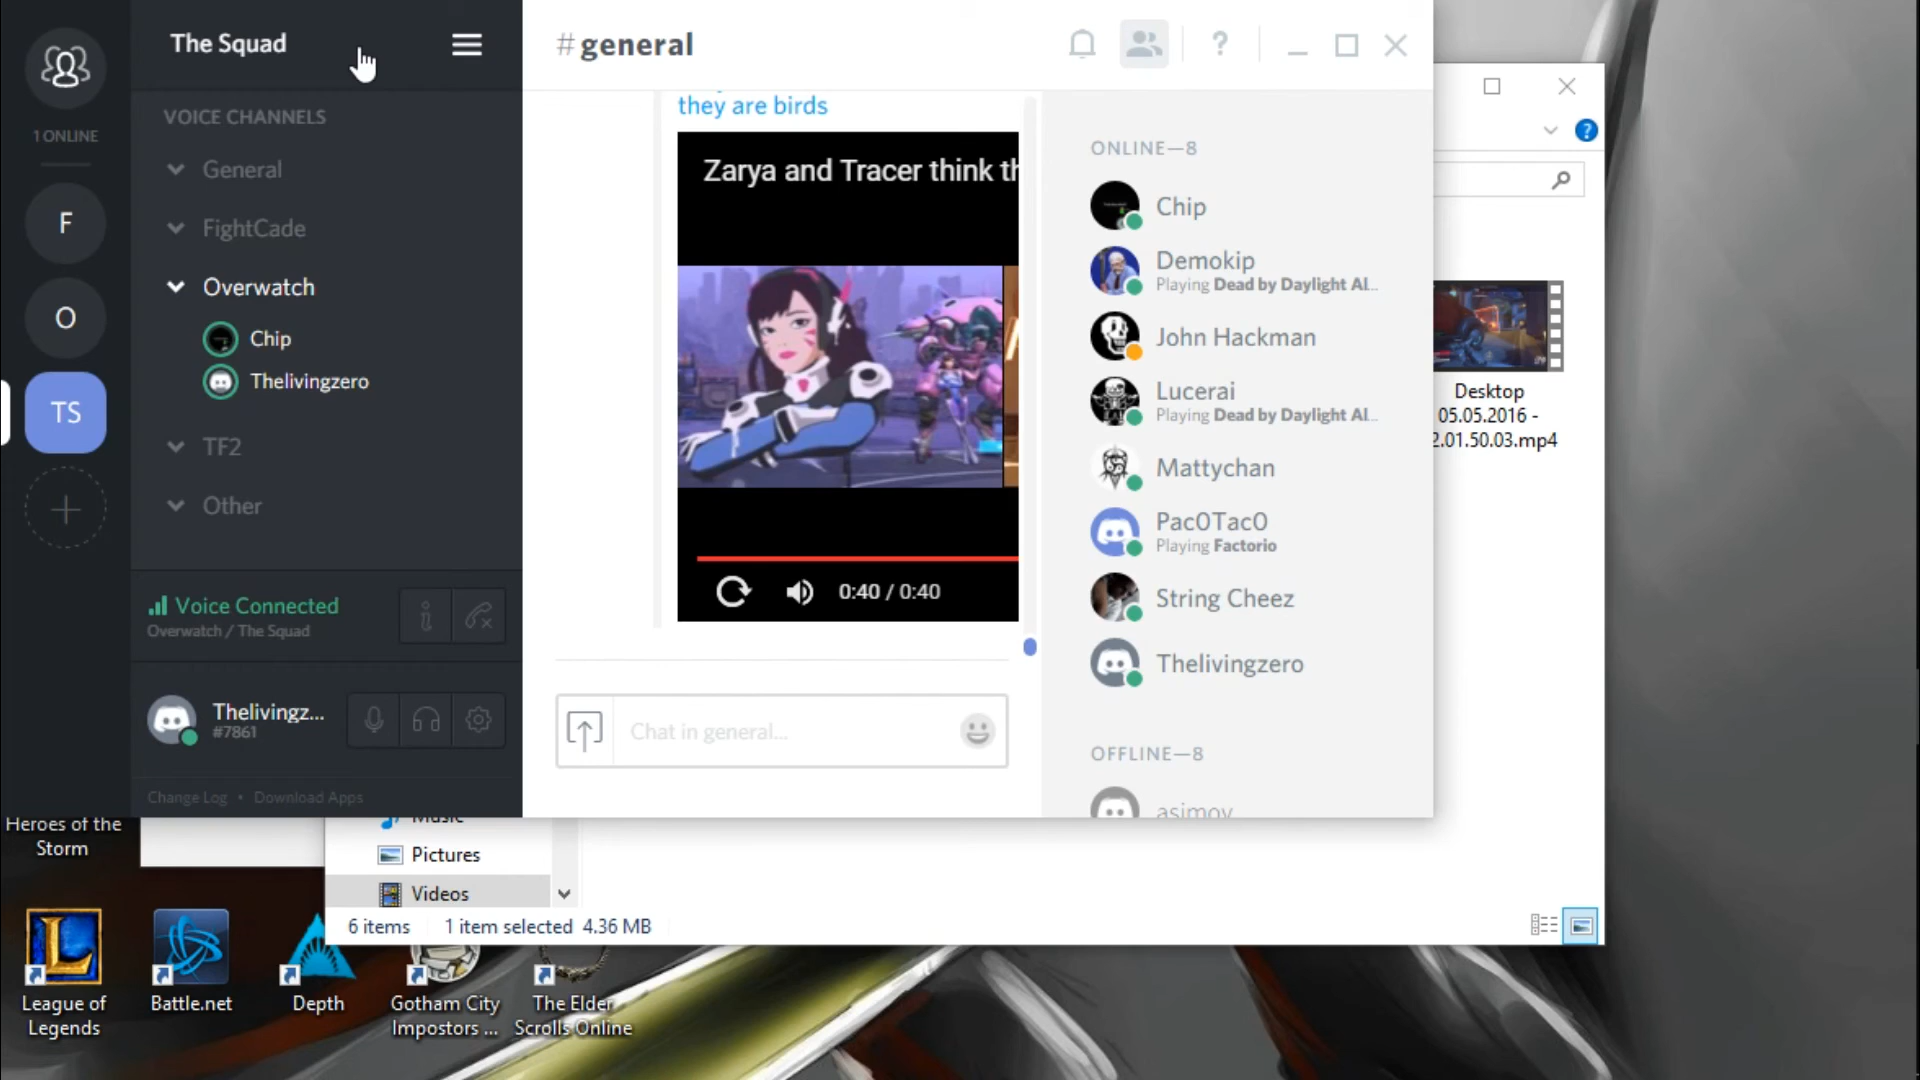 The Squad
1 ONLINE
F
O
TS
VOICE CHANNELS
General
FightCade
Overwatch
Chip
Thelivingzero
TF2
Other
Voice Connected
Overwatch / The Squad
Thelivingz...
#7861
Change Log • Download Apps
#general
they are birds
Zarya and Tracer think th
0:40 / 0:40
Chat in general...
ONLINE—8
Chip
Demokip
Playing Dead by Daylight Al...
John Hackman
Lucerai
Playing Dead by Daylight Al...
Mattychan
Pac0Tac0
Playing Factorio
String Cheez
Thelivingzero
OFFLINE—8
asimov
Desktop
05.05.2016 -
2.01.50.03.mp4
Music
Pictures
Videos
6 items 1 item selected 4.36 MB
Heroes of the
Storm
League of
Legends
Battle.net
Depth
Gotham City
Impostors ...
The Elder
Scrolls Online